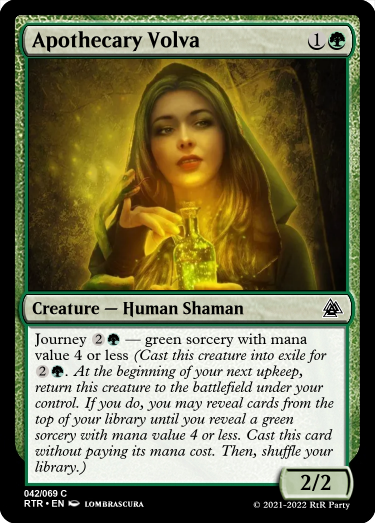 Apothecary Volva 1
Creature — Human Shaman
Journey 2 — green sorcery with mana
value 4 or less (Cast this creature into exile for
2 . At the beginning of your next upkeep,
return this creature to the battlefield under your
control. If you do, you may reveal cards from the
top of your library until you reveal a green
sorcery with mana value 4 or less. Cast this card
without paying its mana cost. Then, shuffle your
library.)
2/2
042/069 C
RTR • EN LOMBRASCURA
© 2021-2022 RtR Party